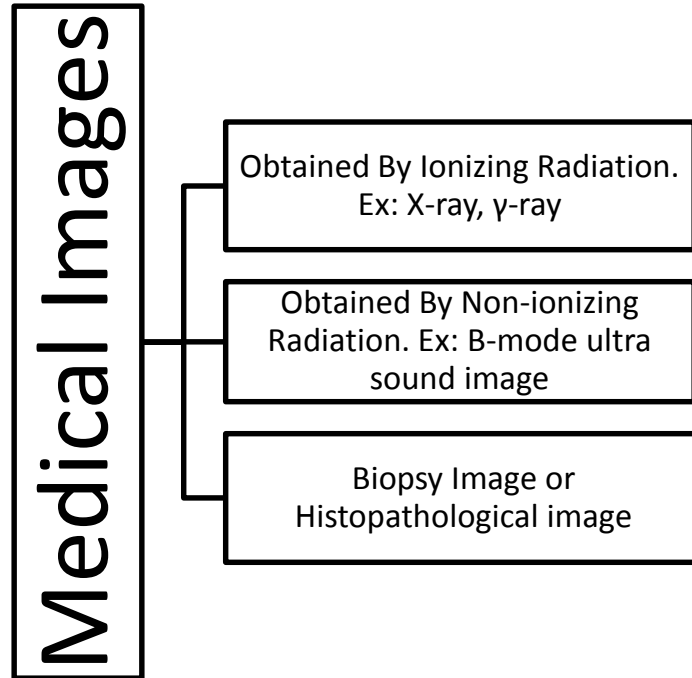 Medical Images
Obtained By Ionizing Radiation.
Ex: X-ray, γ-ray
Obtained By Non-ionizing
Radiation. Ex: B-mode ultra
sound image
Biopsy Image or
Histopathological image